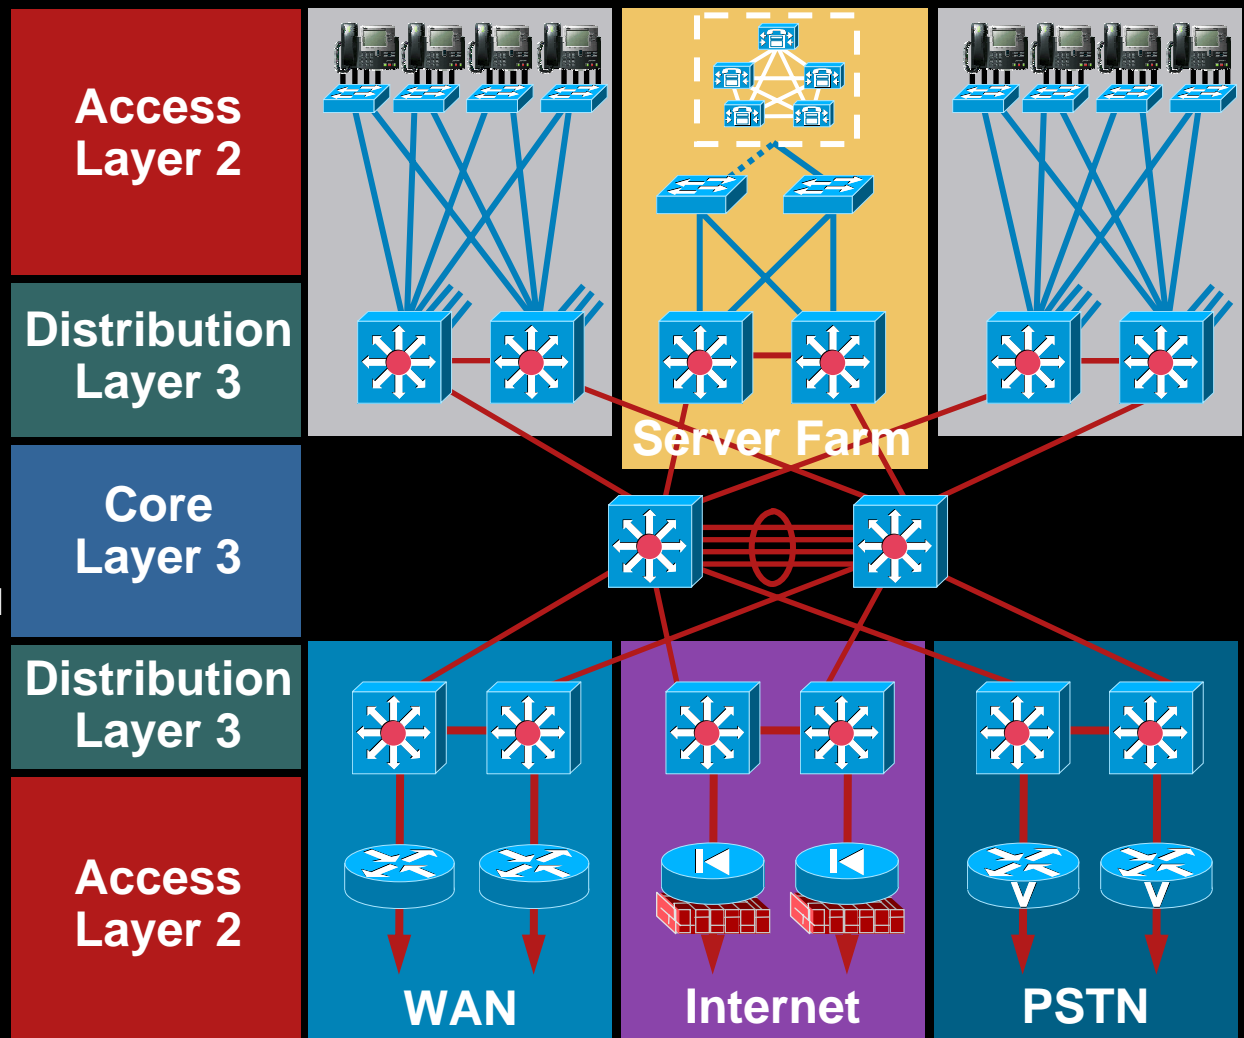 Access
Layer 2
Distribution
Layer 3
Server Farm
Core
Layer 3
Distribution
Layer 3
Access
Layer 2
V
V
WAN
Internet
PSTN